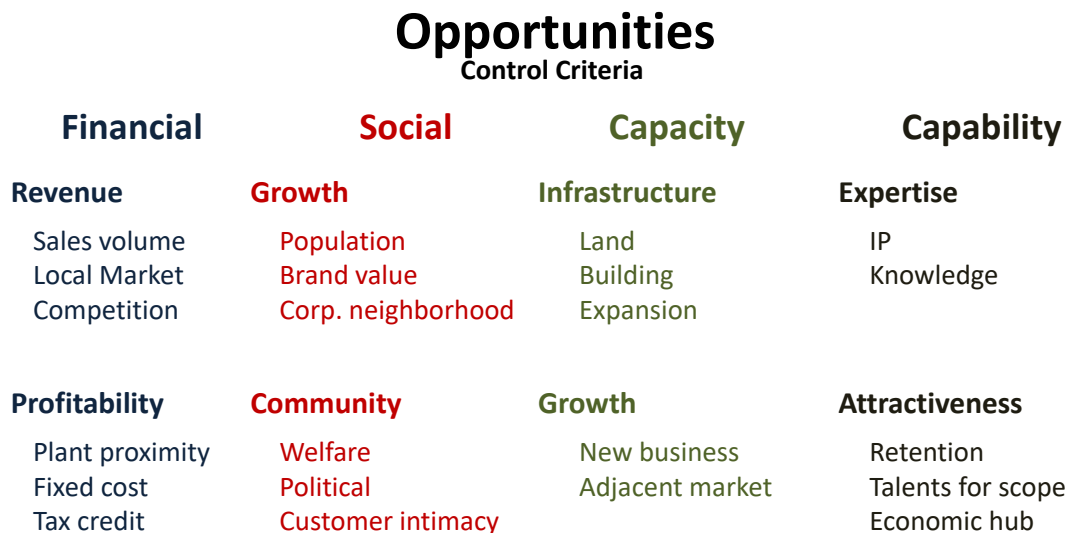 Opportunities
Control Criteria
Financial
Revenue
Sales volume
Local Market
Competition
Profitability
Plant proximity
Fixed cost
Tax credit
Social
Growth
Population
Brand value
Corp. neighborhood
Community
Welfare
Political
Customer intimacy
Capacity
Infrastructure
Land
Building
Expansion
Growth
New business
Adjacent market
Capability
Expertise
IP
Knowledge
Attractiveness
Retention
Talents for scope
Economic hub